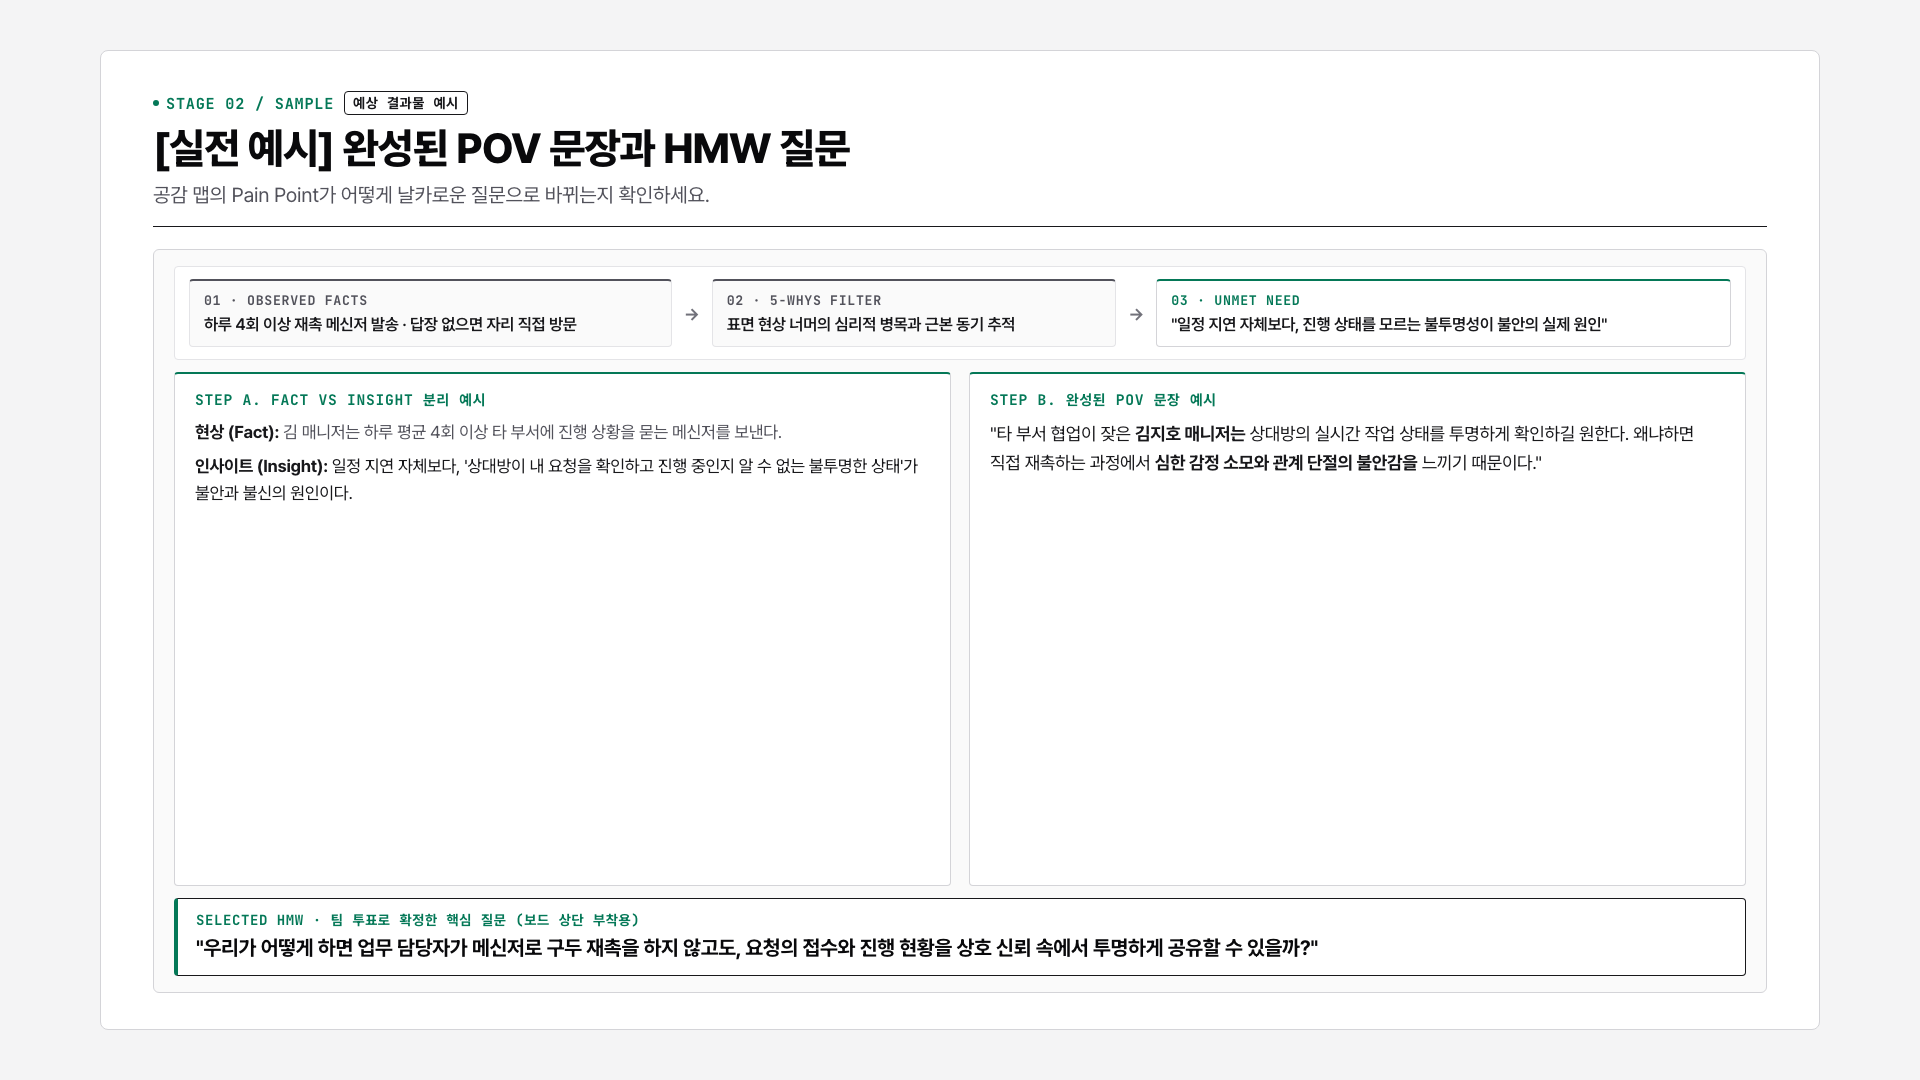 STAGE 02 / SAMPLE 예상 결과물 예시
[실전 예시] 완성된 POV 문장과 HMW 질문
공감 맵의 Pain Point가 어떻게 날카로운 질문으로 바뀌는지 확인하세요.
01 · OBSERVED FACTS
하루 4회 이상 재촉 메신저 발송 · 답장 없으면 자리 직접 방문
→
02 · 5-WHYS FILTER
표면 현상 너머의 심리적 병목과 근본 동기 추적
→
03 · UNMET NEED
"일정 지연 자체보다, 진행 상태를 모르는 불투명성이 불안의 실제 원인"
STEP A. FACT VS INSIGHT 분리 예시
현상 (Fact): 김 매니저는 하루 평균 4회 이상 타 부서에 진행 상황을 묻는 메신저를 보낸다.
인사이트 (Insight): 일정 지연 자체보다, '상대방이 내 요청을 확인하고 진행 중인지 알 수 없는 불투명한 상태'가
불안과 불신의 원인이다.
STEP B. 완성된 POV 문장 예시
"타 부서 협업이 잦은 김지호 매니저는 상대방의 실시간 작업 상태를 투명하게 확인하길 원한다. 왜냐하면
직접 재촉하는 과정에서 심한 감정 소모와 관계 단절의 불안감을 느끼기 때문이다."
SELECTED HMW · 팀 투표로 확정한 핵심 질문 (보드 상단 부착용)
"우리가 어떻게 하면 업무 담당자가 메신저로 구두 재촉을 하지 않고도, 요청의 접수와 진행 현황을 상호 신뢰 속에서 투명하게 공유할 수 있을까?"